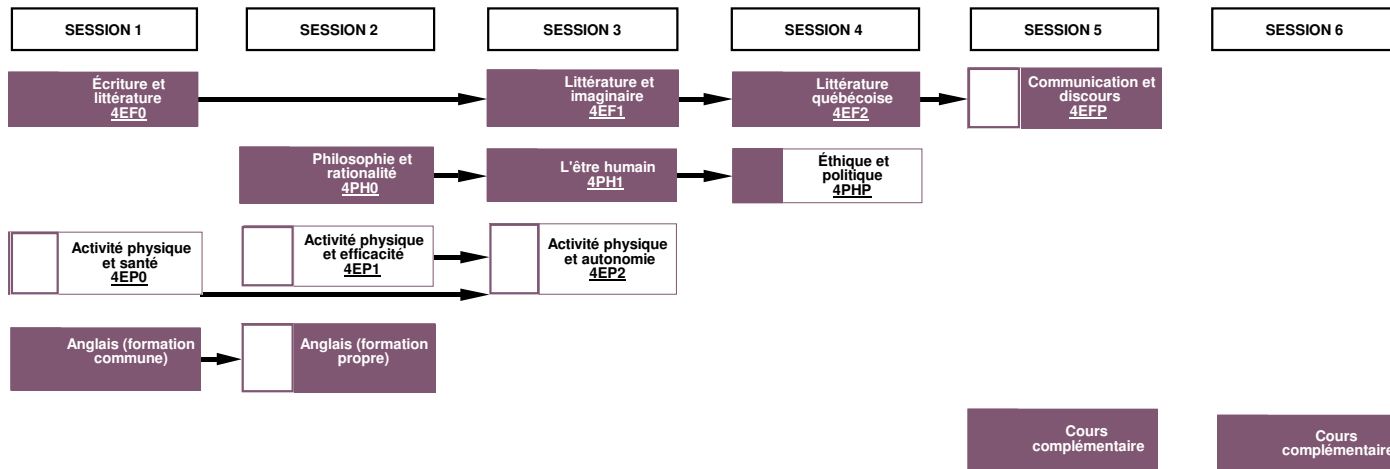 SESSION 1
SESSION 2
SESSION 3
SESSION 4
SESSION 5
SESSION 6
Écriture et
littérature
4EF0
Littérature et
imaginaire
4EF1
Littérature
québécoise
4EF2
Communication et
discours
4EFP
Philosophie et
rationalité
4PH0
L'être humain
4PH1
Éthique et
politique
4PHP
Activité physique
et santé
4EP0
Activité physique
et efficacité
4EP1
Activité physique
et autonomie
4EP2
Anglais (formation
commune)
Anglais (formation
propre)
Cours
complémentaire
Cours
complémentaire